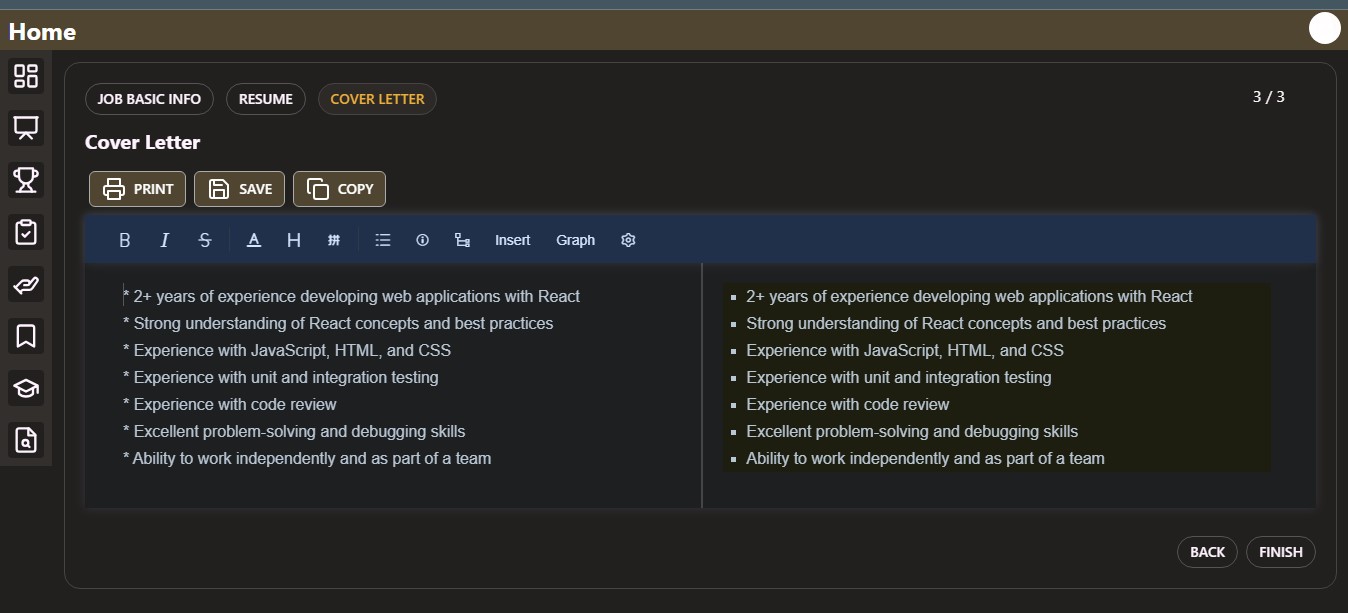 Home
JOB BASIC INFO RESUME COVER LETTER 3 / 3
Cover Letter
PRINT SAVE COPY
B I S A H # Insert Graph
* 2+ years of experience developing web applications with React
* Strong understanding of React concepts and best practices
* Experience with JavaScript, HTML, and CSS
* Experience with unit and integration testing
* Experience with code review
* Excellent problem-solving and debugging skills
* Ability to work independently and as part of a team
▪ 2+ years of experience developing web applications with React
▪ Strong understanding of React concepts and best practices
▪ Experience with JavaScript, HTML, and CSS
▪ Experience with unit and integration testing
▪ Experience with code review
▪ Excellent problem-solving and debugging skills
▪ Ability to work independently and as part of a team
BACK FINISH